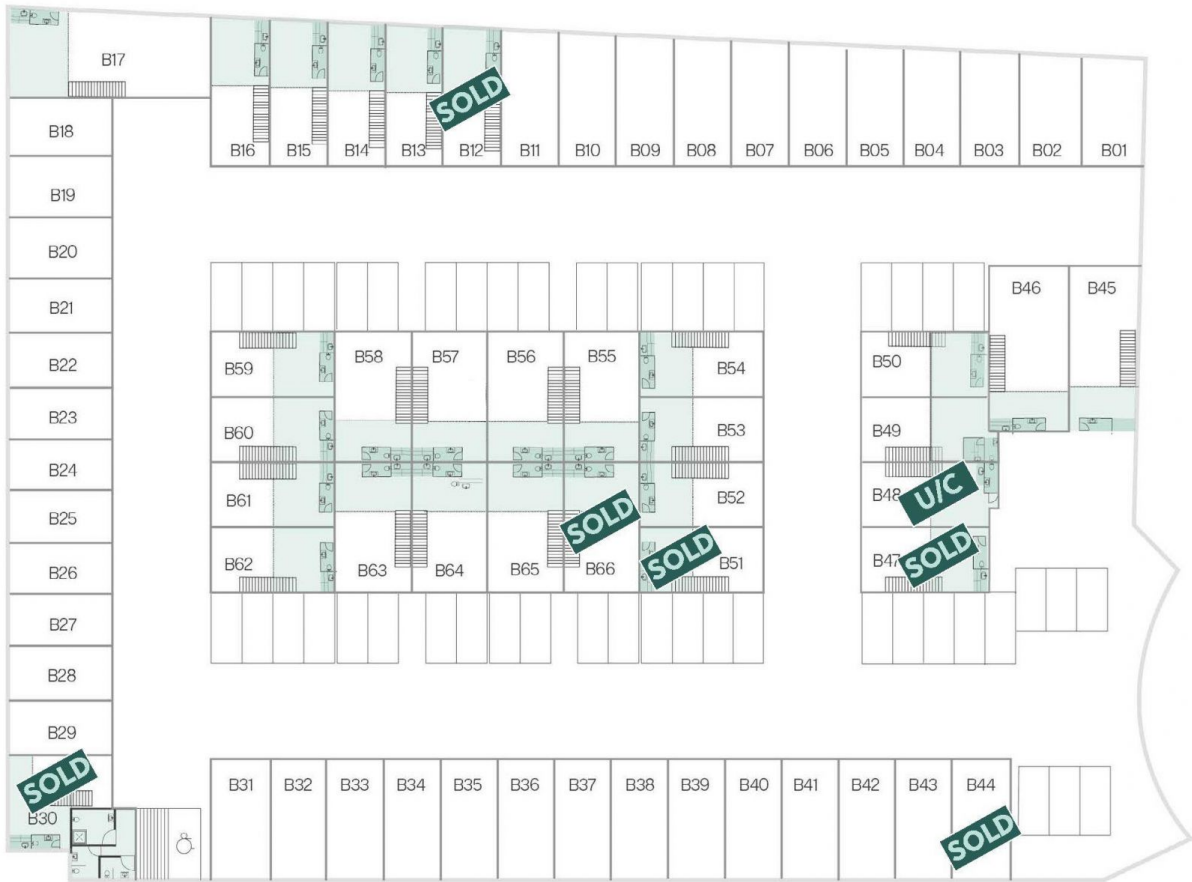 B17
B16 B15 B14 B13 B12 B11 B10 B09 B08 B07 B06 B05 B04 B03 B02 B01
SOLD
B18
B19
B20
B21
B22
B23
B24
B25
B26
B27
B28
B29
SOLD
B30
B46 B45
B59 B58 B57 B56 B55 B54
B60 B53
B61 B52
B62 B63 B64 B65 B66 B51
SOLD
SOLD
B50
B49
B48
U/C
B47
SOLD
B31 B32 B33 B34 B35 B36 B37 B38 B39 B40 B41 B42 B43 B44
SOLD